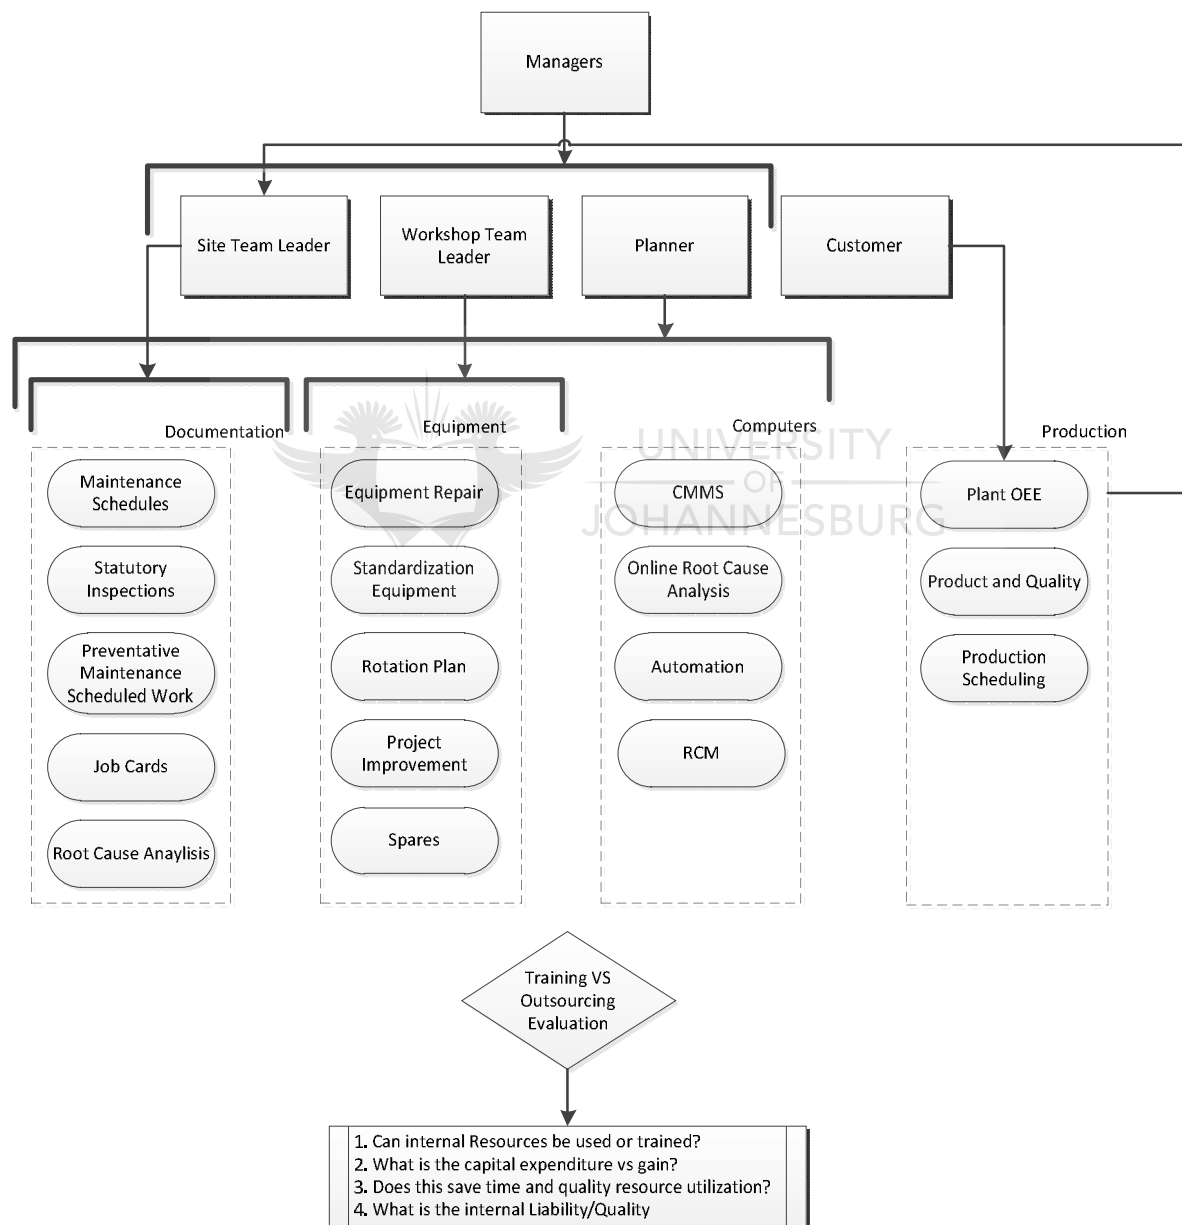 Managers
Site Team Leader
Workshop Team
Leader
Planner
Customer
Documentation
Equipment
Computers
Production
Maintenance
Schedules
Statutory
Inspections
Preventative
Maintenance
Scheduled Work
Job Cards
Root Cause Anaylisis
Equipment Repair
Standardization
Equipment
Rotation Plan
Project
Improvement
Spares
CMMS
Online Root Cause
Analysis
Automation
RCM
Plant OEE
Product and Quality
Production
Scheduling
UNIVERSITY
OF
JOHANNESBURG
Training VS
Outsourcing
Evaluation
1. Can internal Resources be used or trained?
2. What is the capital expenditure vs gain?
3. Does this save time and quality resource utilization?
4. What is the internal Liability/Quality